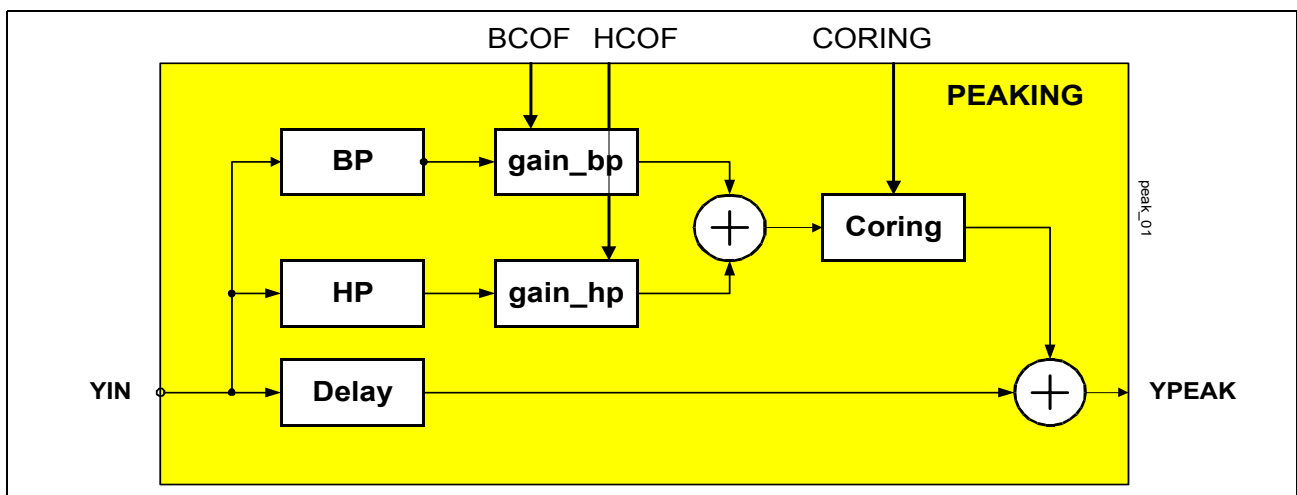 BCOF HCOF CORING
PEAKING
BP gain_bp
peak_01
Coring
HP gain_hp
YIN Delay YPEAK